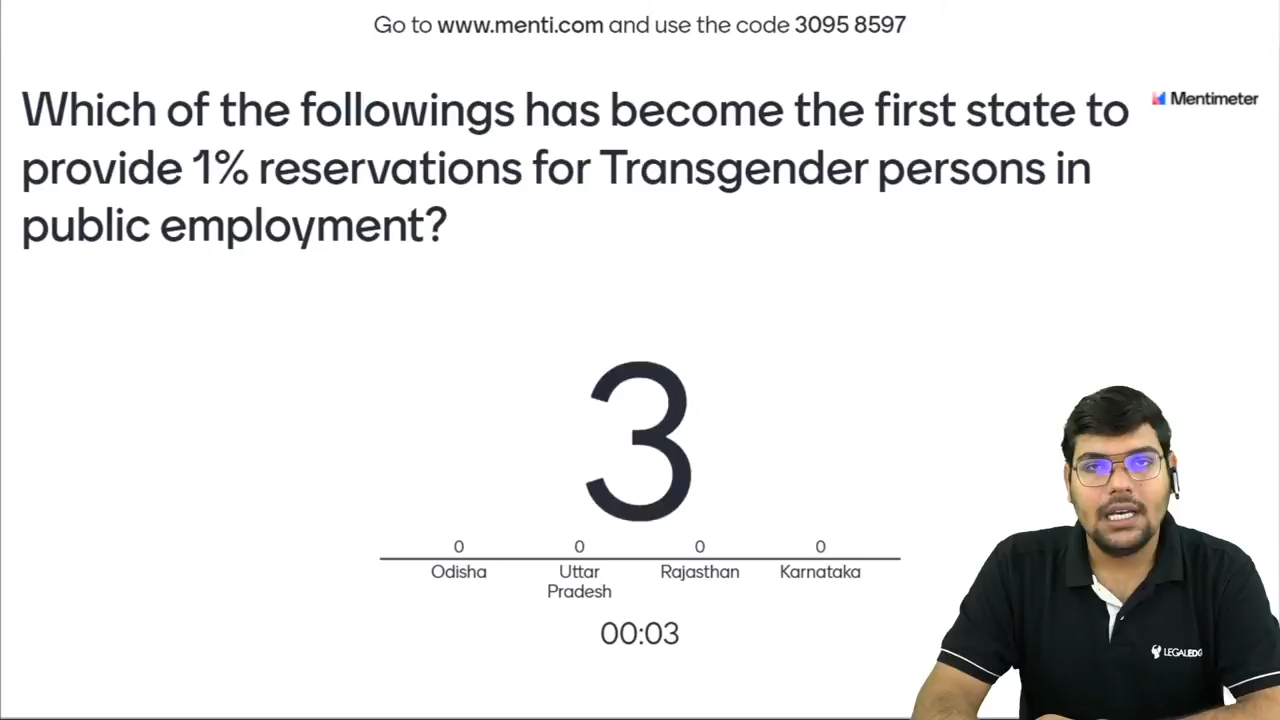 Go to www.menti.com and use the code 3095 8597
Which of the followings has become the first state to
Mentimeter
provide 1% reservations for Transgender persons in
public employment?
3
0 0 0 0
Odisha Uttar Rajasthan Karnataka
Pradesh
00:03
LEGALEDG